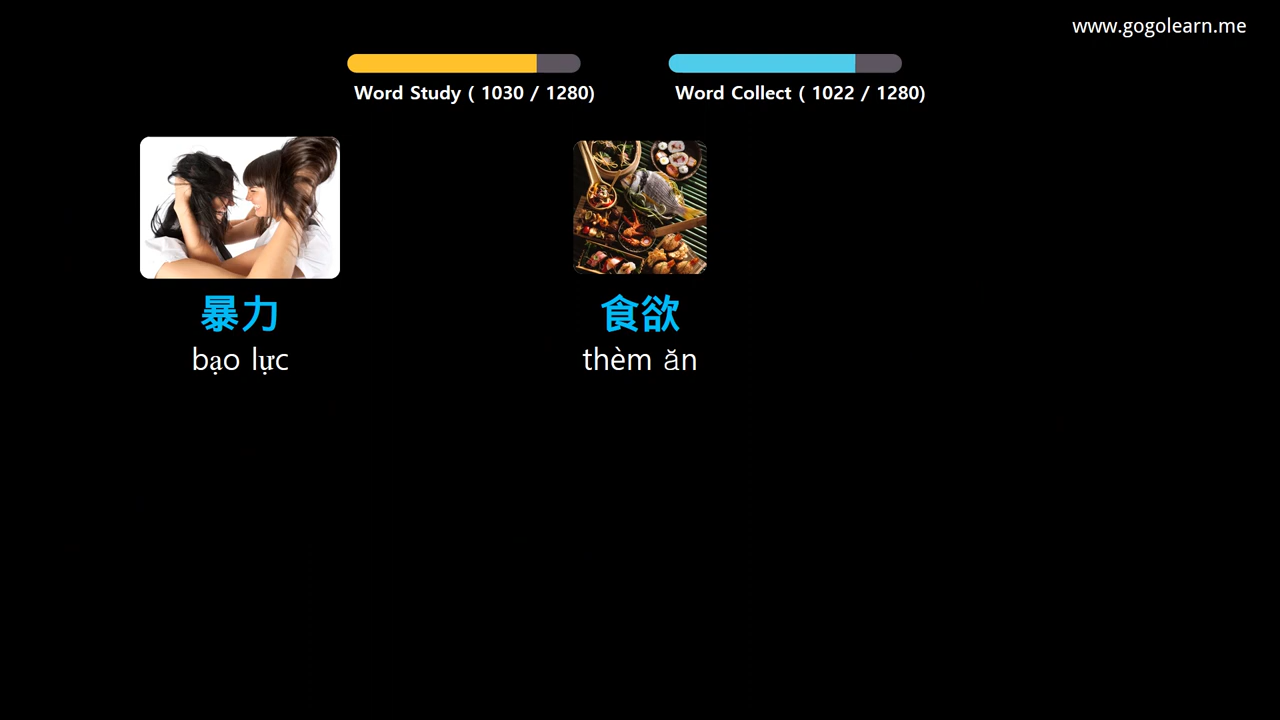 www.gogolearn.me
Word Study ( 1030 / 1280)
Word Collect ( 1022 / 1280)
暴力
bạo lực
食欲
thèm ăn